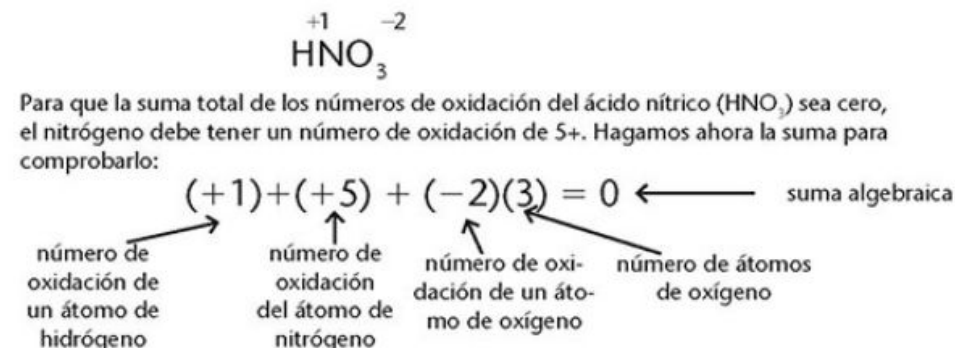 +1 −2
HNO₃
Para que la suma total de los números de oxidación del ácido nítrico (HNO₃) sea cero,
el nitrógeno debe tener un número de oxidación de 5+. Hagamos ahora la suma para
comprobarlo:
(+1)+(+5) + (−2)(3) = 0 ← suma algebraica
número de
oxidación de
un átomo de
hidrógeno
número de
oxidación
del átomo de
nitrógeno
número de oxi-
dación de un áto-
mo de oxígeno
número de átomos
de oxígeno